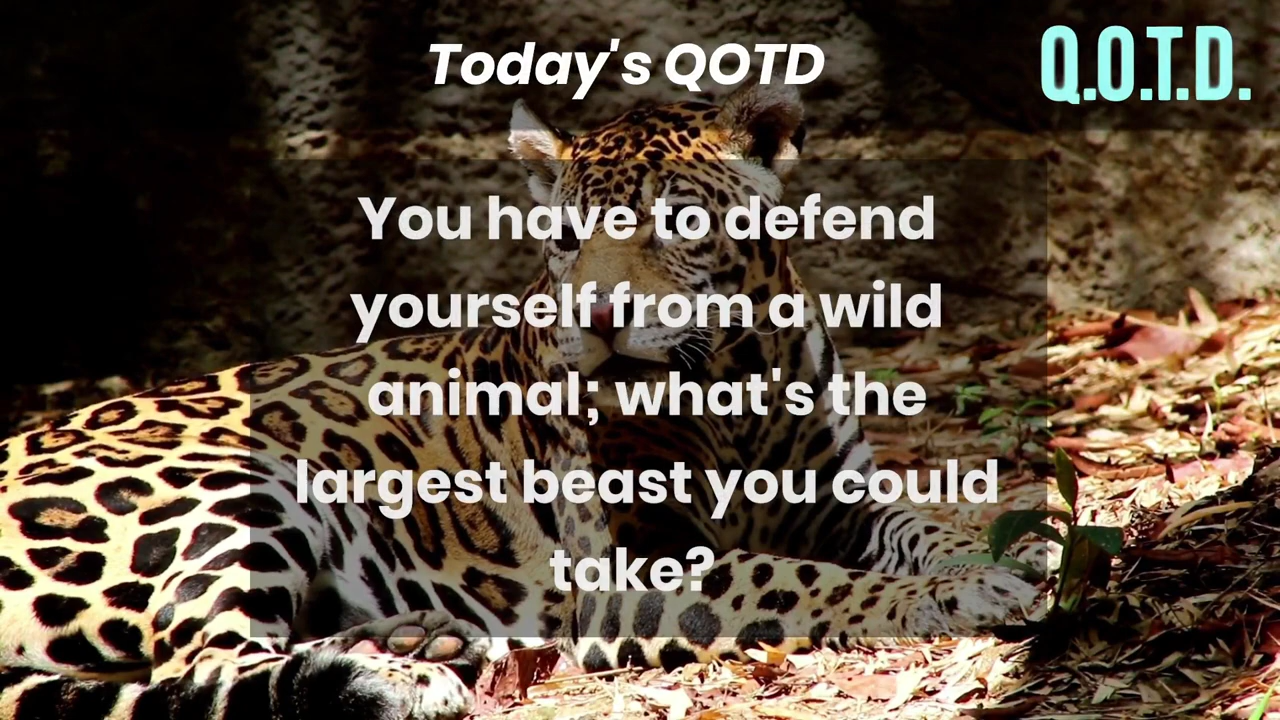 Today's QOTD
Q.O.T.D.
You have to defend
yourself from a wild
animal; what's the
largest beast you could
take?